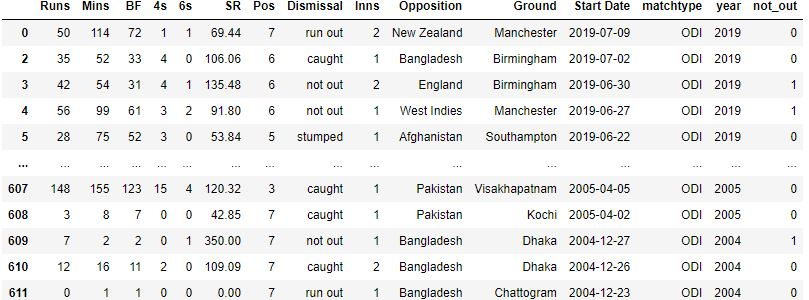 Runs Mins BF 4s 6s SR Pos Dismissal Inns Opposition Ground Start Date matchtype year not_out
0 50 114 72 1 1 69.44 7 run out 2 New Zealand Manchester 2019-07-09 ODI 2019 0
2 35 52 33 4 0 106.06 6 caught 1 Bangladesh Birmingham 2019-07-02 ODI 2019 0
3 42 54 31 4 1 135.48 6 not out 2 England Birmingham 2019-06-30 ODI 2019 1
4 56 99 61 3 2 91.80 6 not out 1 West Indies Manchester 2019-06-27 ODI 2019 1
5 28 75 52 3 0 53.84 5 stumped 1 Afghanistan Southampton 2019-06-22 ODI 2019 0
... ... ... ... ... ... ... ... ... ... ... ... ... ... ... ...
607 148 155 123 15 4 120.32 3 caught 1 Pakistan Visakhapatnam 2005-04-05 ODI 2005 0
608 3 8 7 0 0 42.85 7 caught 1 Pakistan Kochi 2005-04-02 ODI 2005 0
609 7 2 2 0 1 350.00 7 not out 1 Bangladesh Dhaka 2004-12-27 ODI 2004 1
610 12 16 11 2 0 109.09 7 caught 2 Bangladesh Dhaka 2004-12-26 ODI 2004 0
611 0 1 1 0 0 0.00 7 run out 1 Bangladesh Chattogram 2004-12-23 ODI 2004 0